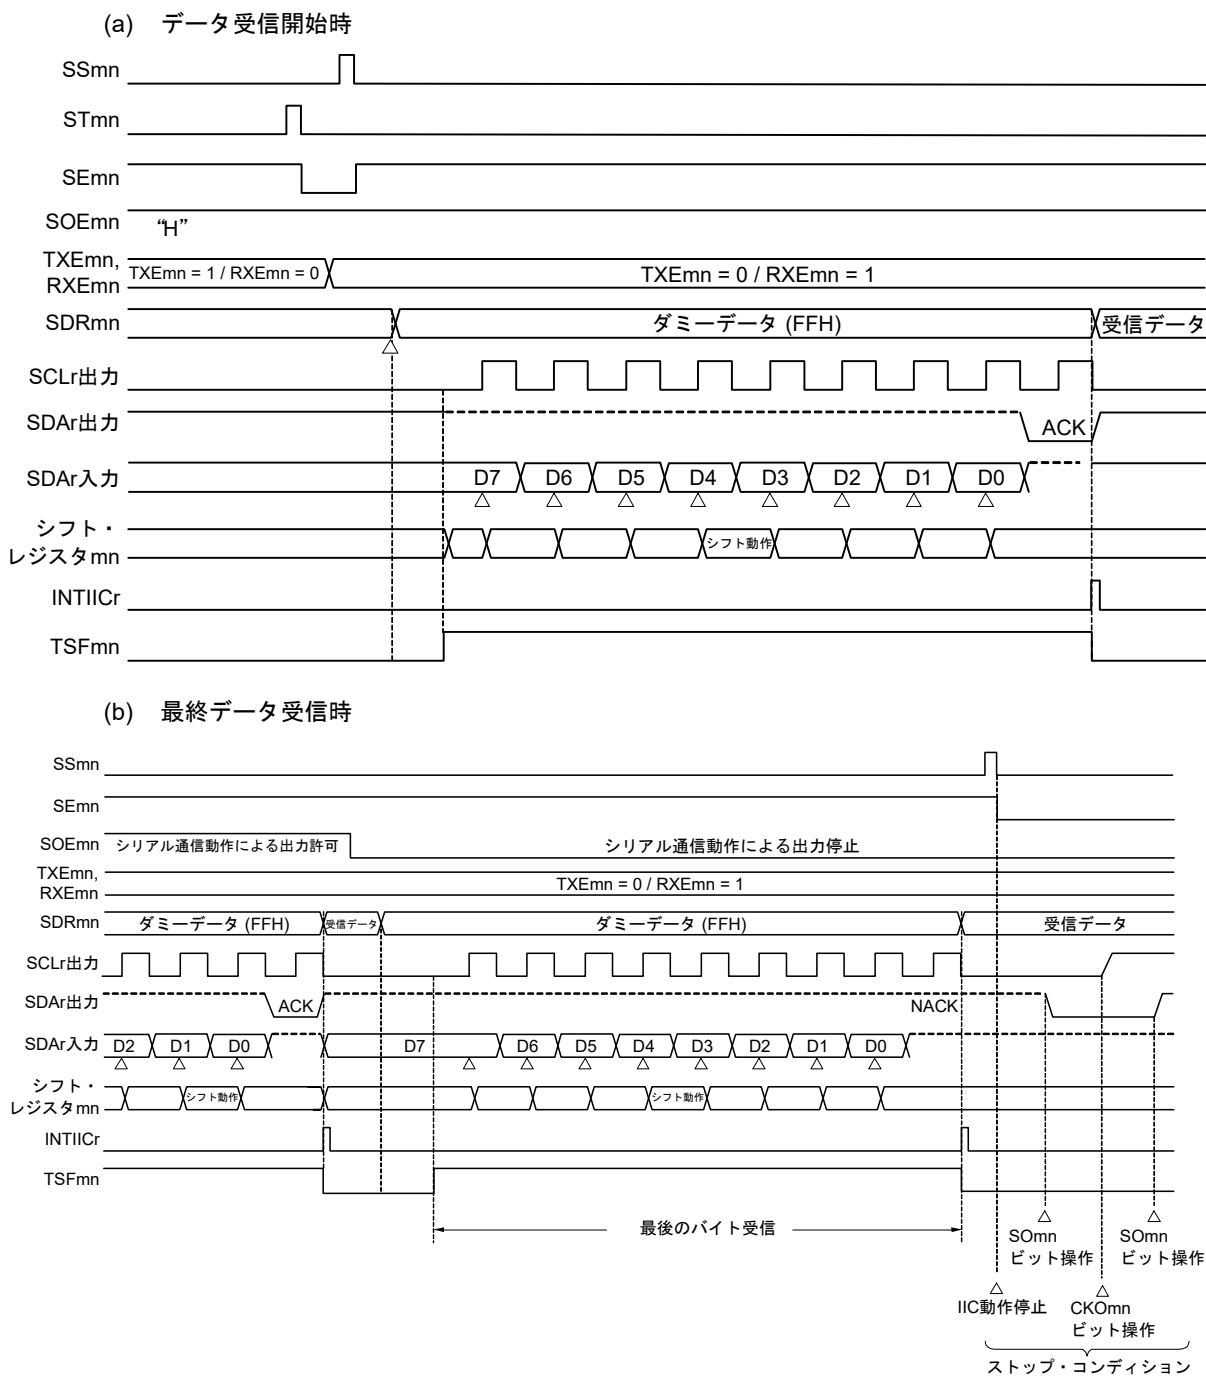 (a) データ受信開始時
SSmn
STmn
SEmn
SOEmn
“H”
TXEmn,
RXEmn
TXEmn = 1 / RXEmn = 0
TXEmn = 0 / RXEmn = 1
SDRmn
ダミーデータ (FFH)
受信データ
SCLr出力
SDAr出力
ACK
SDAr入力
D7 D6 D5 D4 D3 D2 D1 D0
シフト・
レジスタmn
シフト動作
INTIICr
TSFmn
(b) 最終データ受信時
SSmn
SEmn
SOEmn
シリアル通信動作による出力許可
シリアル通信動作による出力停止
TXEmn,
RXEmn
TXEmn = 0 / RXEmn = 1
SDRmn
ダミーデータ (FFH)
受信データ
ダミーデータ (FFH)
受信データ
SCLr出力
SDAr出力
ACK
NACK
SDAr入力
D2 D1 D0 D7 D6 D5 D4 D3 D2 D1 D0
シフト・
レジスタmn
シフト動作
シフト動作
INTIICr
TSFmn
最後のバイト受信
SOmn
ビット操作
SOmn
ビット操作
IIC動作停止
CKOmn
ビット操作
ストップ・コンディション